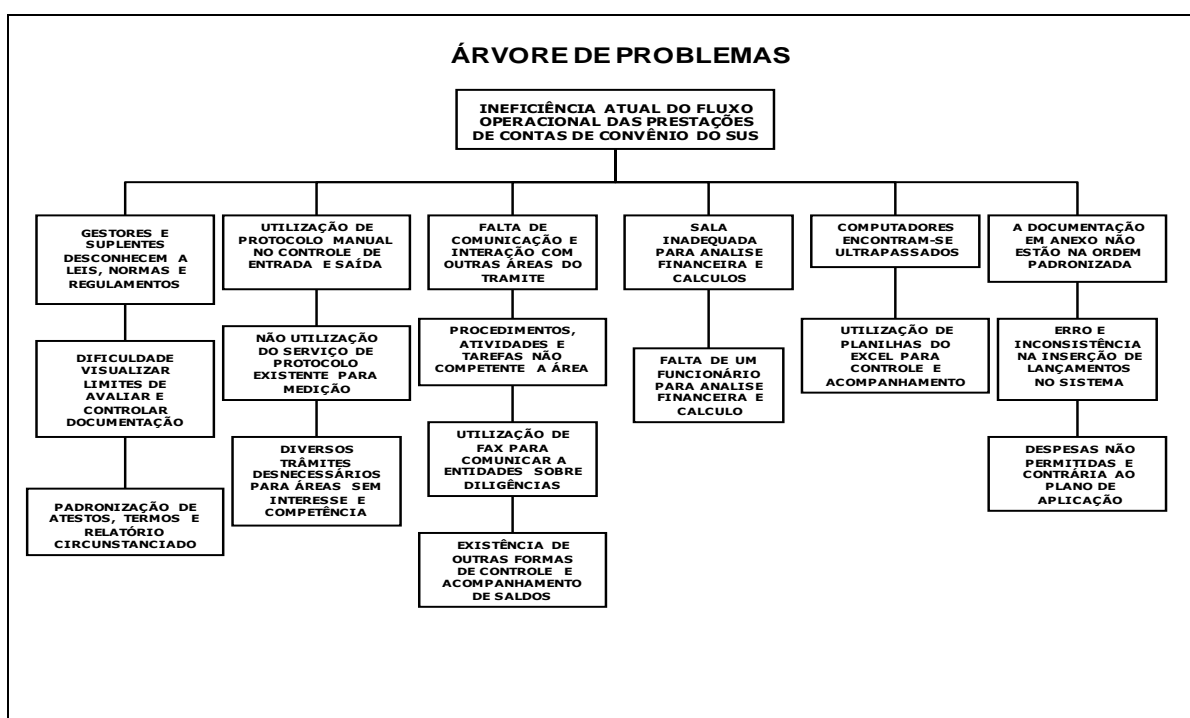 ÁRVORE DE PROBLEMAS
INEFICIÊNCIA ATUAL DO FLUXO
OPERACIONAL DAS PRESTAÇÕES
DE CONTAS DE CONVÊNIO DO SUS
GESTORES E
SUPLENTES
DESCONHECEM A
LEIS, NORMAS E
REGULAMENTOS
DIFICULDADE
VISUALIZAR
LIMITES DE
AVALIAR E
CONTROLAR
DOCUMENTAÇÃO
PADRONIZAÇÃO DE
ATESTOS, TERMOS E
RELATÓRIO
CIRCUNSTANCIADO
UTILIZAÇÃO DE
PROTOCOLO MANUAL
NO CONTROLE DE
ENTRADA E SAÍDA
NÃO UTILIZAÇÃO
DO SERVIÇO DE
PROTOCOLO
EXISTENTE PARA
MEDIÇÃO
DIVERSOS
TRÂMITES
DESNECESSÁRIOS
PARA ÁREAS SEM
INTERESSE E
COMPETÊNCIA
FALTA DE
COMUNICAÇÃO E
INTERAÇÃO COM
OUTRAS ÁREAS DO
TRAMITE
PROCEDIMENTOS,
ATIVIDADES E
TAREFAS NÃO
COMPETENTE A ÁREA
UTILIZAÇÃO DE
FAX PARA
COMUNICAR A
ENTIDADES SOBRE
DILIGÊNCIAS
EXISTÊNCIA DE
OUTRAS FORMAS
DE CONTROLE E
ACOMPANHAMENTO
DE SALDOS
SALA
INADEQUADA
PARA ANALISE
FINANCEIRA E
CALCULOS
FALTA DE UM
FUNCIONÁRIO
PARA ANALISE
FINANCEIRA E
CALCULO
COMPUTADORES
ENCONTRAM-SE
ULTRAPASSADOS
UTILIZAÇÃO DE
PLANILHAS DO
EXCEL PARA
CONTROLE E
ACOMPANHAMENTO
A DOCUMENTAÇÃO
EM ANEXO NÃO
ESTÃO NA ORDEM
PADRONIZADA
ERRO E
INCONSISTÊNCIA
NA INSERÇÃO DE
LANÇAMENTOS
NO SISTEMA
DESPESAS NÃO
PERMITIDAS E
CONTRÁRIA AO
PLANO DE
APLICAÇÃO